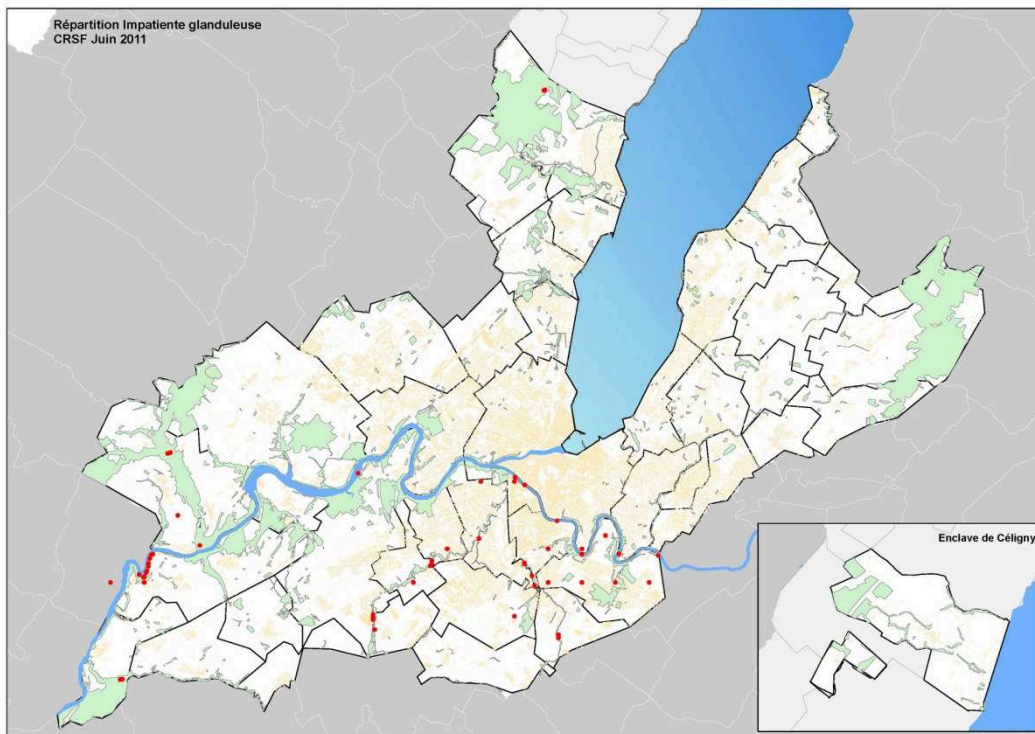 Répartition Impatiente glanduleuse
CRSF Juin 2011
Enclave de Céligny